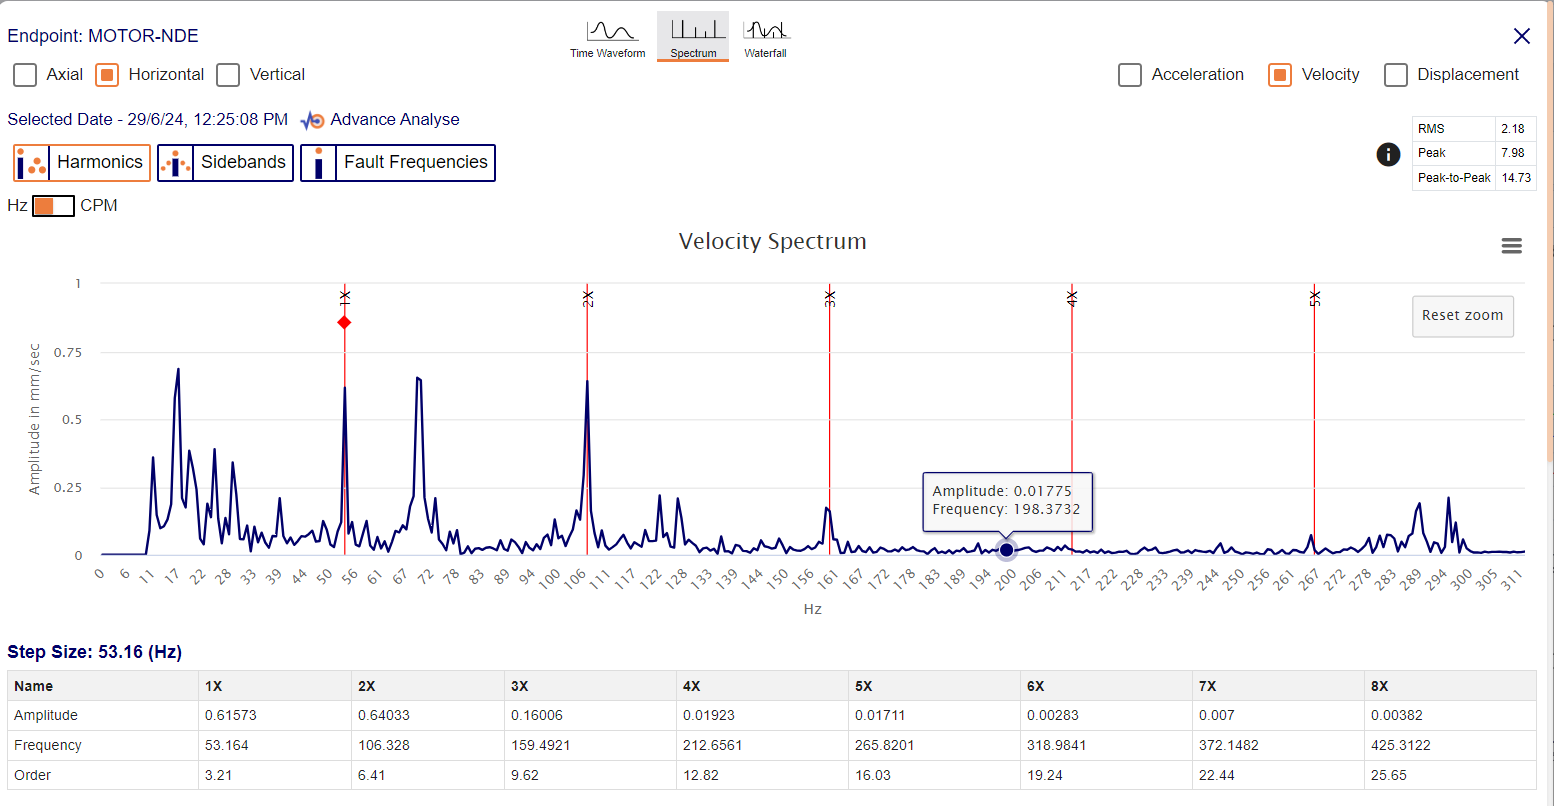 Endpoint: MOTOR-NDE
Time Waveform Spectrum Waterfall
Axial Horizontal Vertical
Acceleration Velocity Displacement
Selected Date - 29/6/24, 12:25:08 PM Advance Analyse
RMS 2.18
Peak 7.98
Peak-to-Peak 14.73
Harmonics Sidebands Fault Frequencies
Hz CPM
Velocity Spectrum
Reset zoom
1X 2X 3X 4X 5X
Amplitude in mm/sec
1
0.75
0.5
0.25
0
Amplitude: 0.01775
Frequency: 198.3732
0 6 11 17 22 28 33 39 44 50 56 61 67 72 78 83 89 94 100 106 111 117 122 128 133 139 144 150 156 161 167 172 178 183 189 194 200 206 211 217 222 228 233 239 244 250 256 261 267 272 278 283 289 294 300 305 311
Hz
Step Size: 53.16 (Hz)
Name 1X 2X 3X 4X 5X 6X 7X 8X
Amplitude 0.61573 0.64033 0.16006 0.01923 0.01711 0.00283 0.007 0.00382
Frequency 53.164 106.328 159.4921 212.6561 265.8201 318.9841 372.1482 425.3122
Order 3.21 6.41 9.62 12.82 16.03 19.24 22.44 25.65